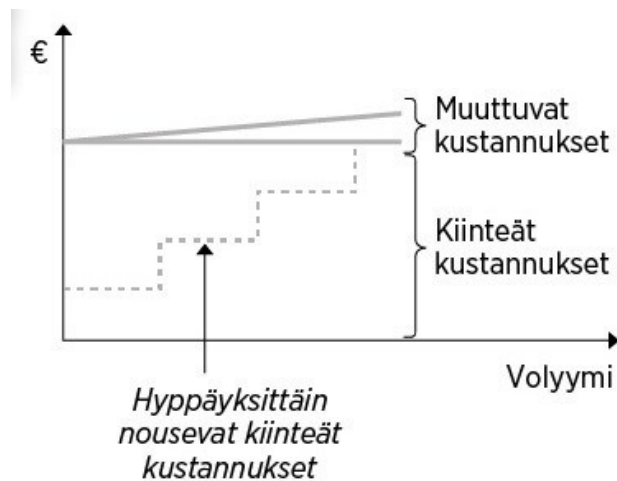 €
Muuttuvat
kustannukset
Kiinteät
kustannukset
Volyymi
Hyppäyksittäin
nousevat kiinteät
kustannukset